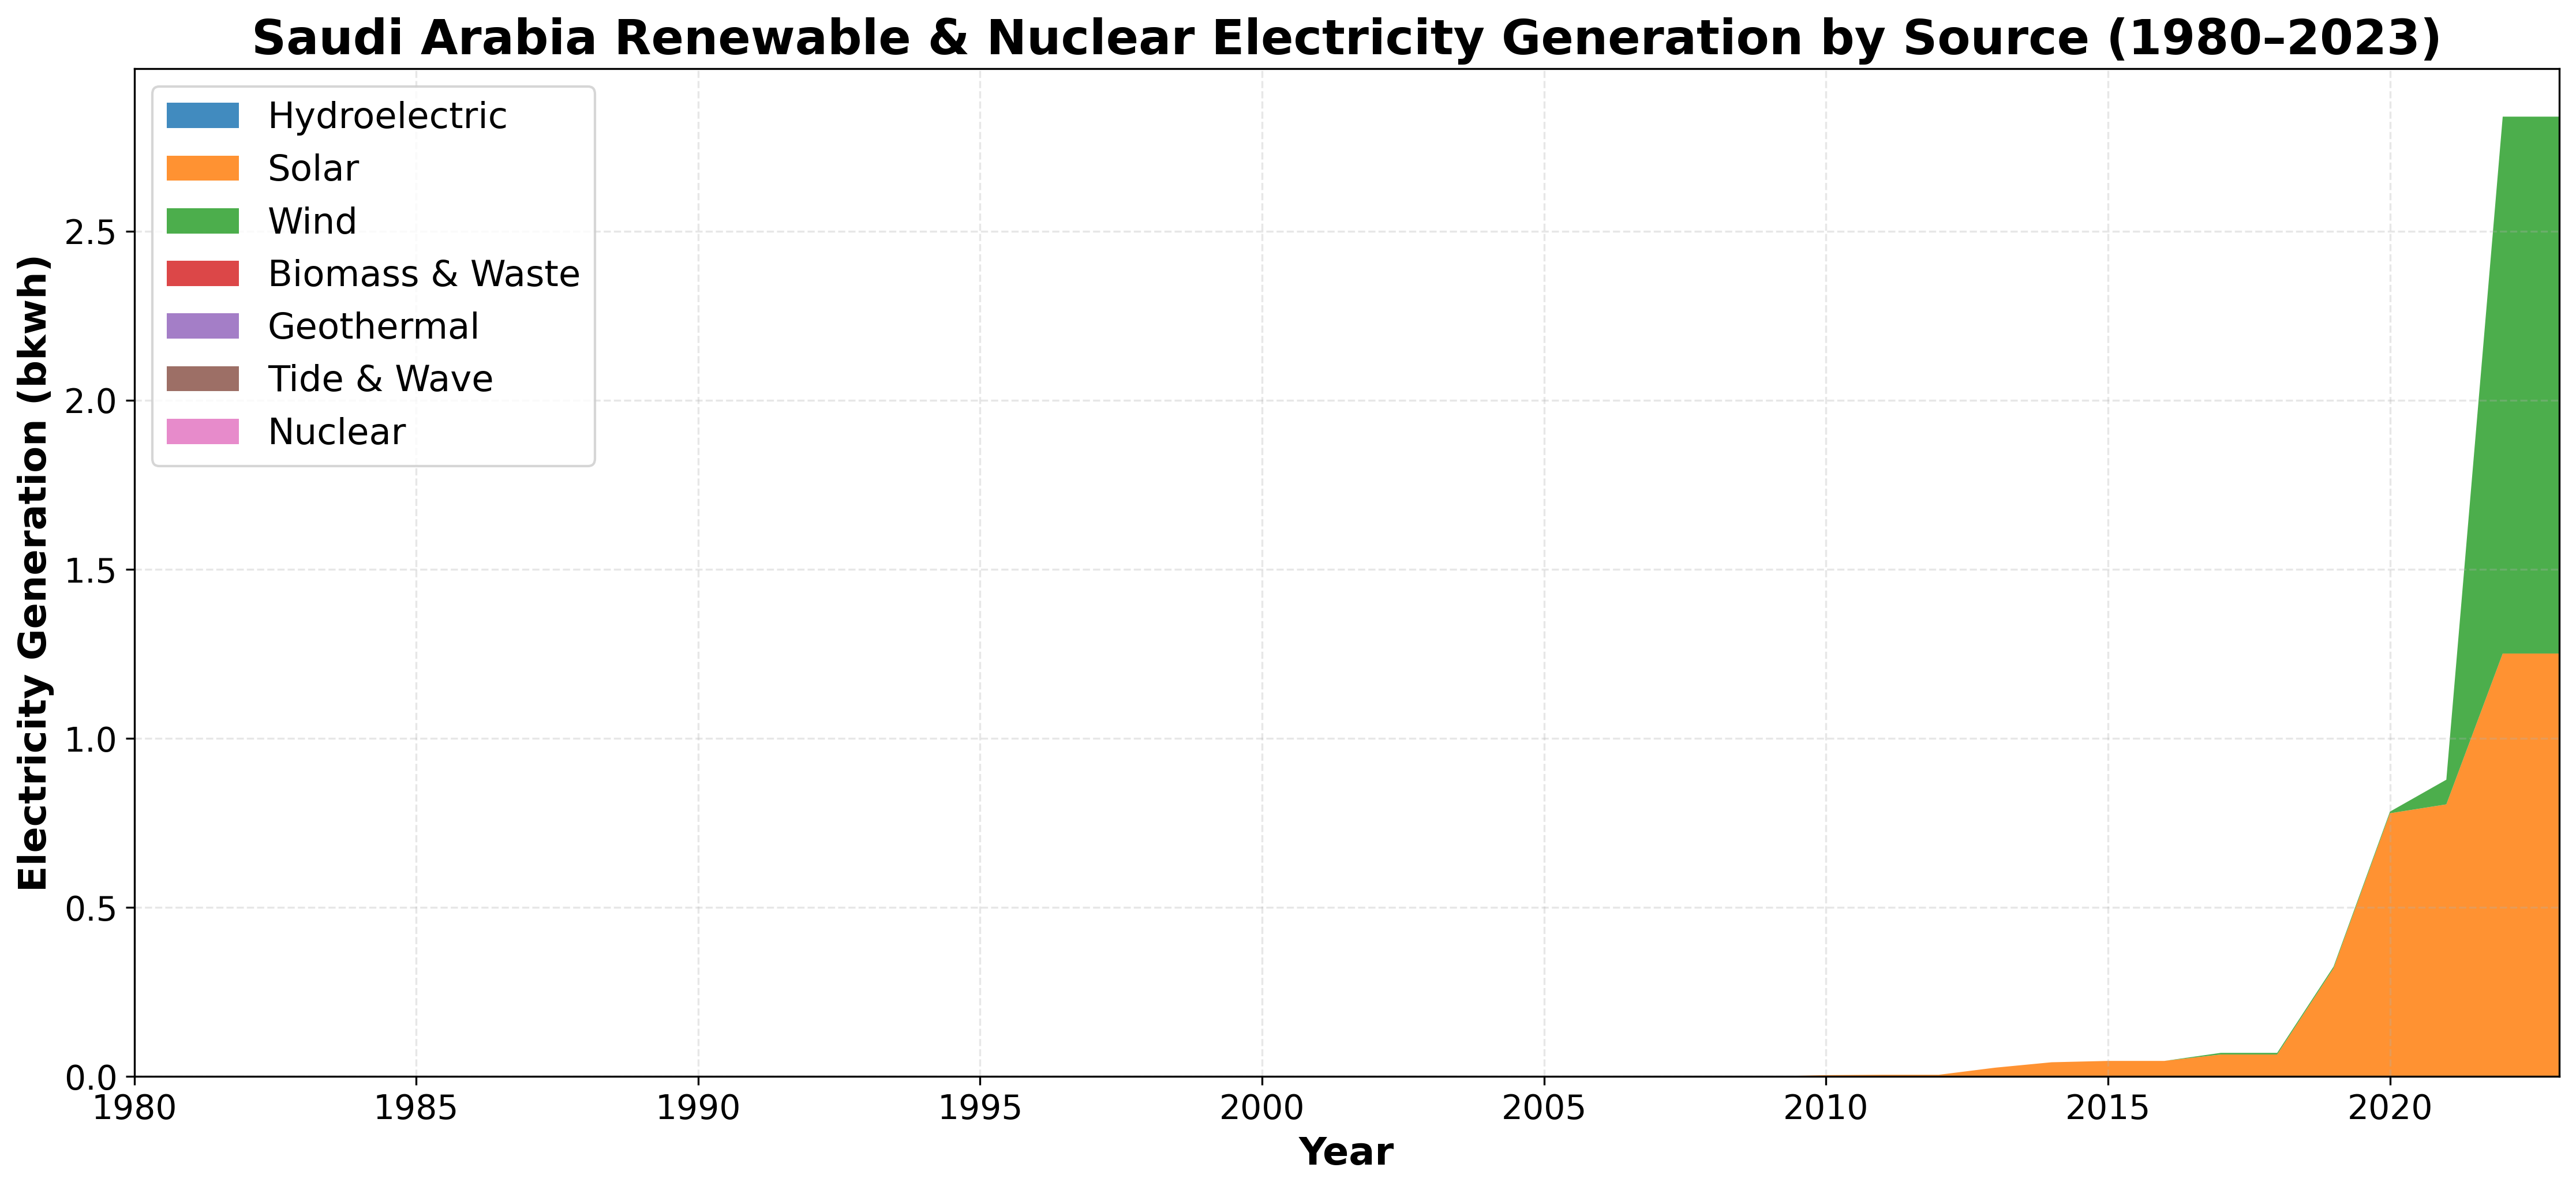 Saudi Arabia Renewable & Nuclear Electricity Generation by Source (1980–2023)
Hydroelectric
Solar
Wind
Biomass & Waste
Geothermal
Tide & Wave
Nuclear
Electricity Generation (bkwh)
2.5
2.0
1.5
1.0
0.5
0.0
1980 1985 1990 1995 2000 2005 2010 2015 2020
Year